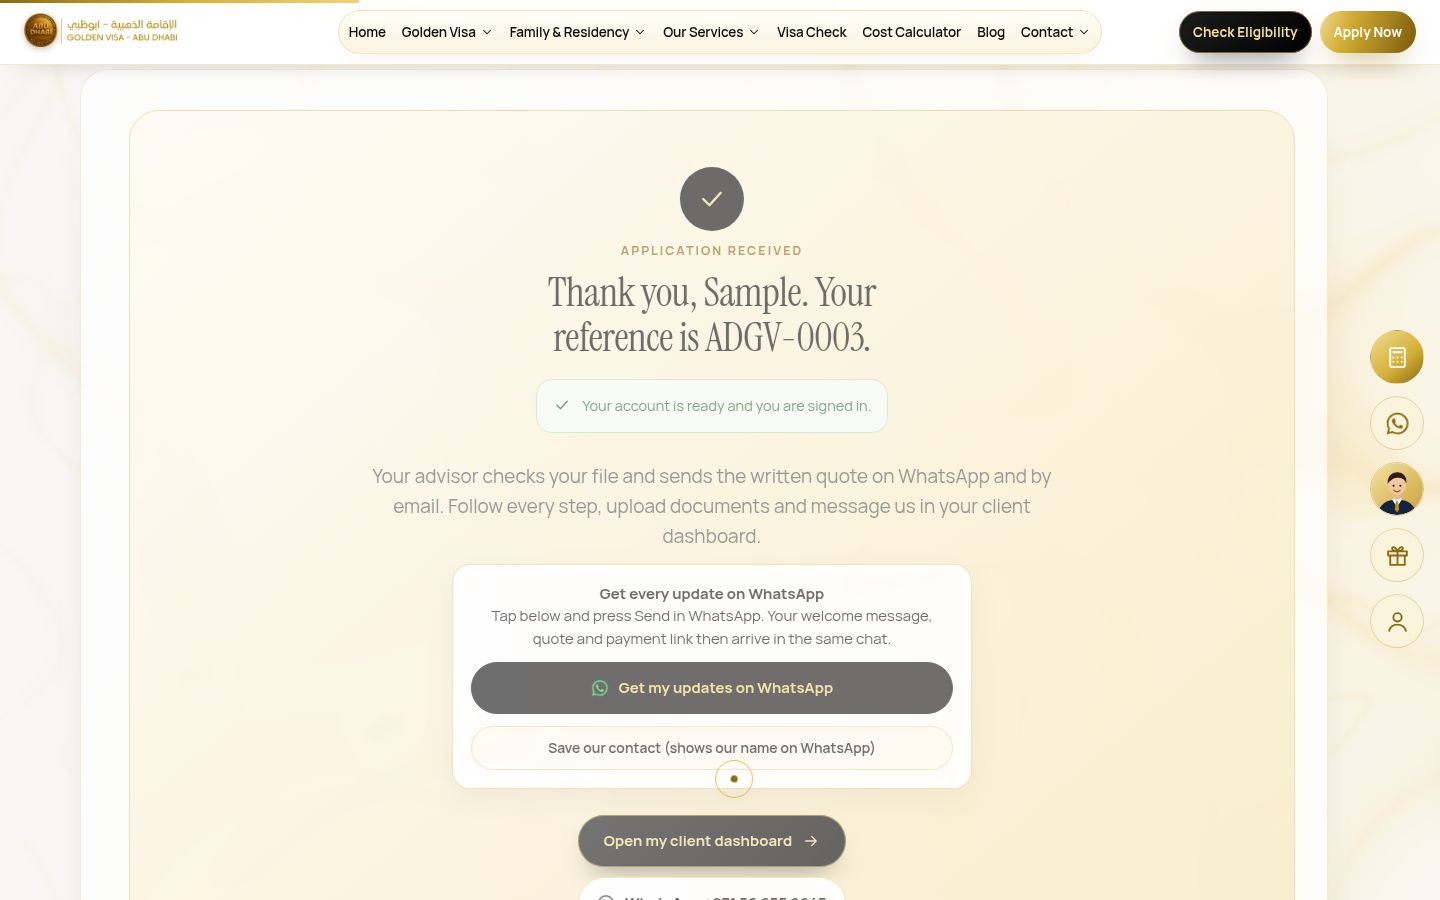 ABU DHABI
الإقامة الذهبية - ابوظبي
GOLDEN VISA - ABU DHABI
Home
Golden Visa
Family & Residency
Our Services
Visa Check
Cost Calculator
Blog
Contact
Check Eligibility
Apply Now
APPLICATION RECEIVED
Thank you, Sample. Your
reference is ADGV-0003.
Your account is ready and you are signed in.
Your advisor checks your file and sends the written quote on WhatsApp and by
email. Follow every step, upload documents and message us in your client
dashboard.
Get every update on WhatsApp
Tap below and press Send in WhatsApp. Your welcome message,
quote and payment link then arrive in the same chat.
Get my updates on WhatsApp
Save our contact (shows our name on WhatsApp)
Open my client dashboard